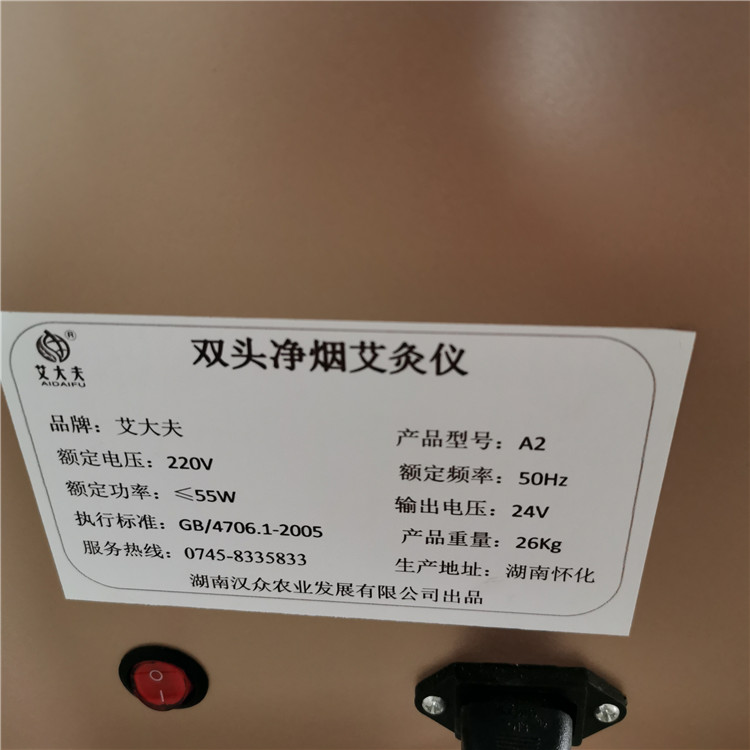 艾大夫®
AIDAIFU
双头净烟艾灸仪
品牌：艾大夫
产品型号：A2
额定电压：220V
额定频率：50Hz
额定功率：≤55W
输出电压：24V
执行标准：GB/4706.1-2005
产品重量：26Kg
服务热线：0745-8335833
生产地址：湖南怀化
湖南汉众农业发展有限公司出品